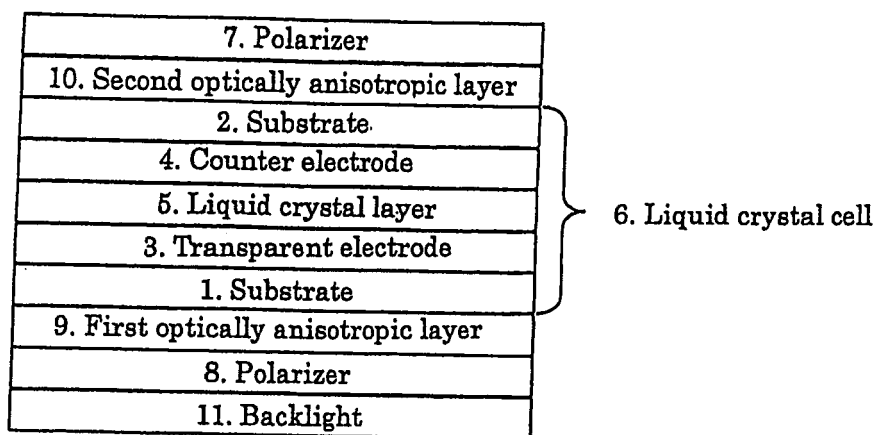 7. Polarizer
10. Second optically anisotropic layer
2. Substrate
4. Counter electrode
5. Liquid crystal layer
3. Transparent electrode
1. Substrate
9. First optically anisotropic layer
8. Polarizer
11. Backlight
6. Liquid crystal cell